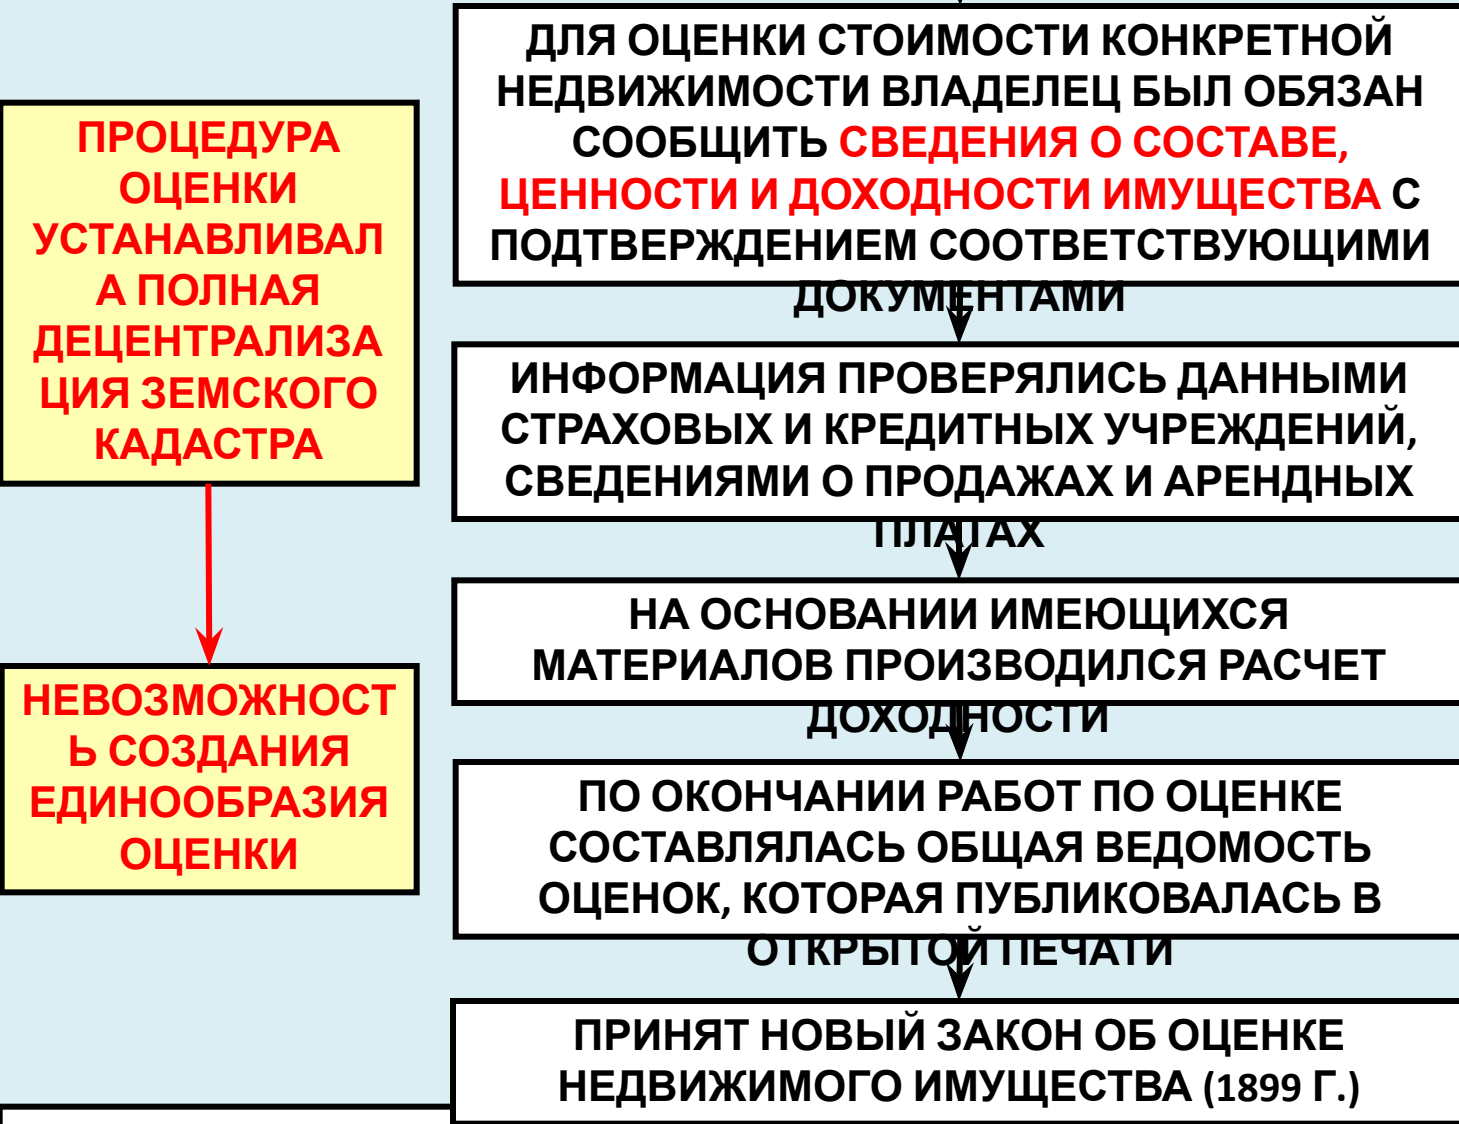 ПРОЦЕДУРА
ОЦЕНКИ
УСТАНАВЛИВАЛ
А ПОЛНАЯ
ДЕЦЕНТРАЛИЗА
ЦИЯ ЗЕМСКОГО
КАДАСТРА
НЕВОЗМОЖНОСТ
Ь СОЗДАНИЯ
ЕДИНООБРАЗИЯ
ОЦЕНКИ
ДЛЯ ОЦЕНКИ СТОИМОСТИ КОНКРЕТНОЙ
НЕДВИЖИМОСТИ ВЛАДЕЛЕЦ БЫЛ ОБЯЗАН
СООБЩИТЬ СВЕДЕНИЯ О СОСТАВЕ,
ЦЕННОСТИ И ДОХОДНОСТИ ИМУЩЕСТВА С
ПОДТВЕРЖДЕНИЕМ СООТВЕТСТВУЮЩИМИ
ДОКУМЕНТАМИ
ИНФОРМАЦИЯ ПРОВЕРЯЛИСЬ ДАННЫМИ
СТРАХОВЫХ И КРЕДИТНЫХ УЧРЕЖДЕНИЙ,
СВЕДЕНИЯМИ О ПРОДАЖАХ И АРЕНДНЫХ
ПЛАТАХ
НА ОСНОВАНИИ ИМЕЮЩИХСЯ
МАТЕРИАЛОВ ПРОИЗВОДИЛСЯ РАСЧЕТ
ДОХОДНОСТИ
ПО ОКОНЧАНИИ РАБОТ ПО ОЦЕНКЕ
СОСТАВЛЯЛАСЬ ОБЩАЯ ВЕДОМОСТЬ
ОЦЕНОК, КОТОРАЯ ПУБЛИКОВАЛАСЬ В
ОТКРЫТОЙ ПЕЧАТИ
ПРИНЯТ НОВЫЙ ЗАКОН ОБ ОЦЕНКЕ
НЕДВИЖИМОГО ИМУЩЕСТВА (1899 Г.)